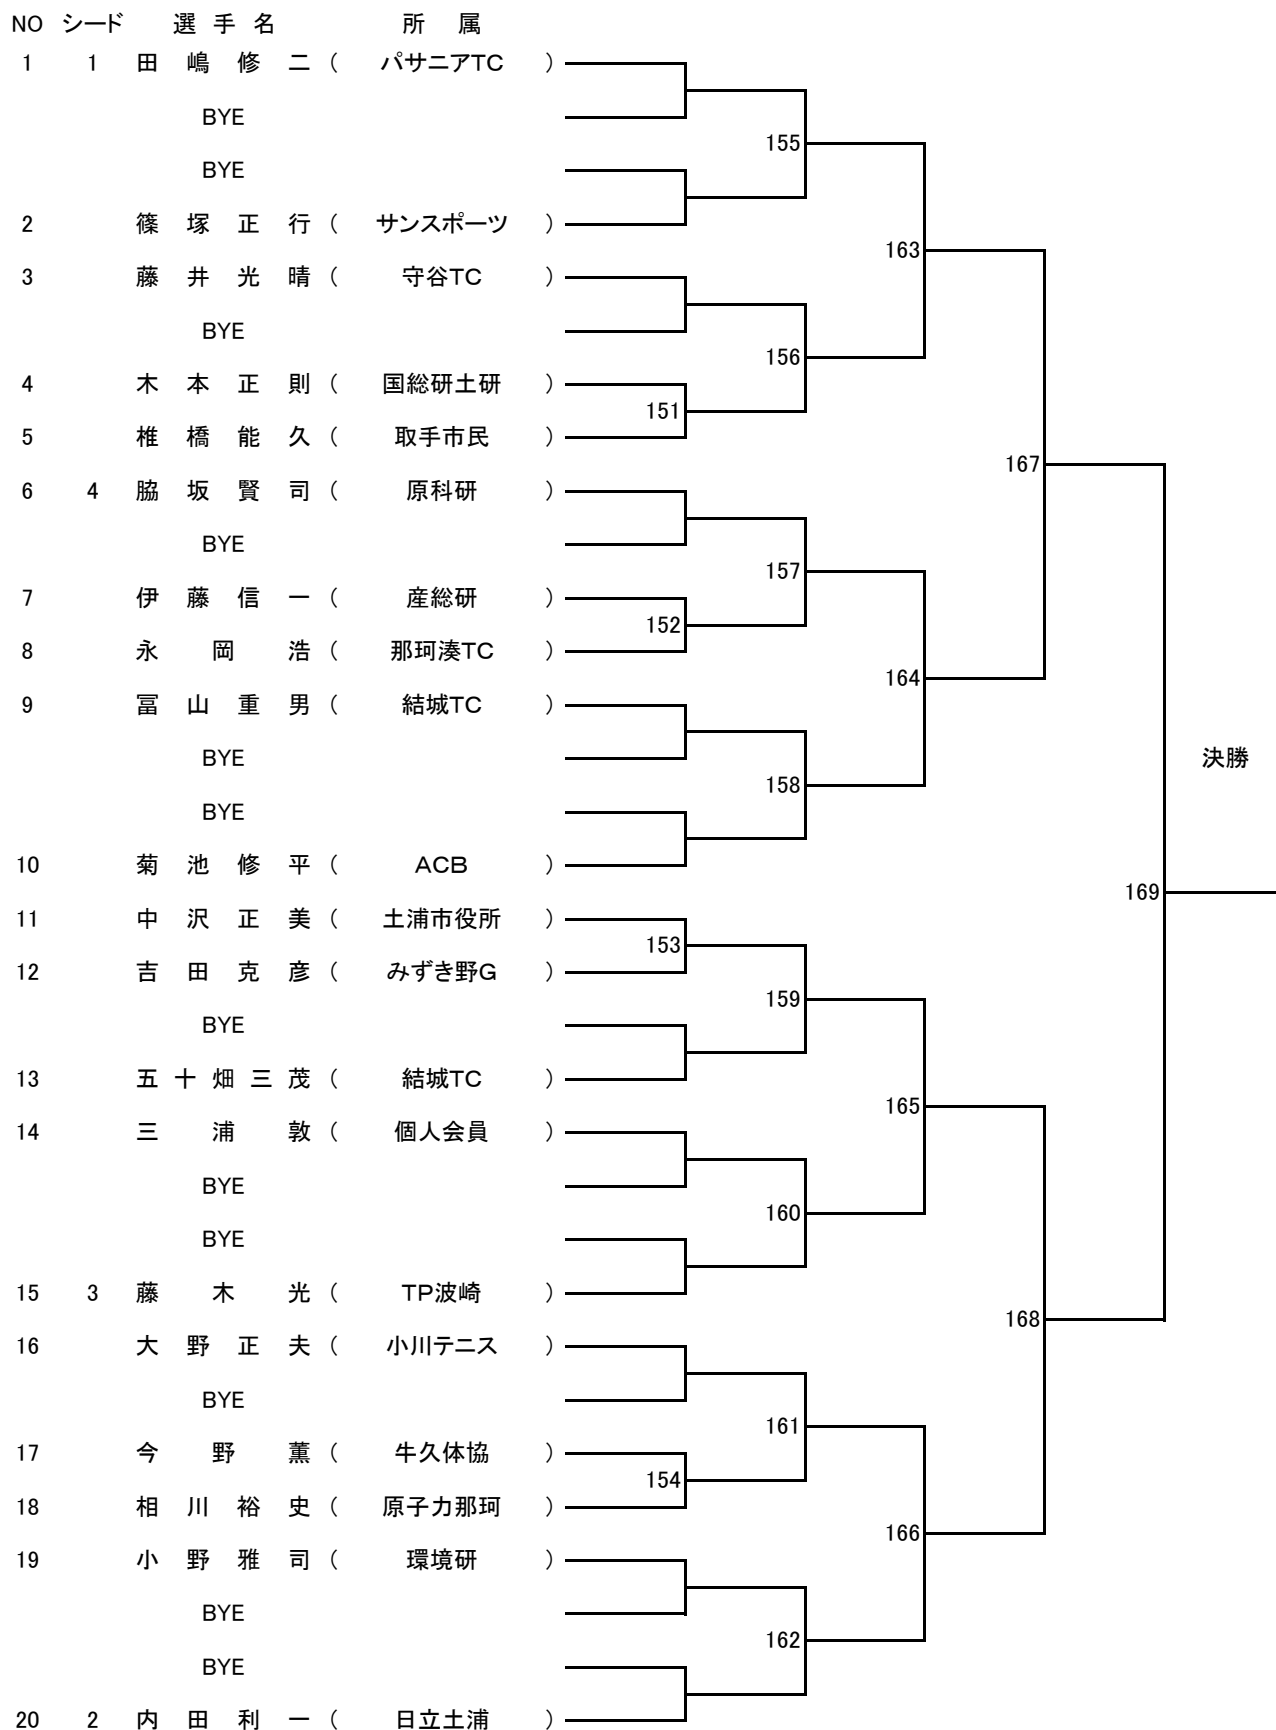 NO シード 選手名 所属
1 1 田嶋修二 ( パサニアTC )
BYE
155
BYE
2 篠塚正行 ( サンスポーツ )
163
3 藤井光晴 ( 守谷TC )
BYE
156
4 木本正則 ( 国総研土研 )
151
5 椎橋能久 ( 取手市民 )
167
6 4 脇坂賢司 ( 原科研 )
BYE
157
7 伊藤信一 ( 産総研 )
152
8 永岡浩 ( 那珂湊TC )
164
9 冨山重男 ( 結城TC )
BYE 決勝
158
BYE
10 菊池修平 ( ACB )
169
11 中沢正美 ( 土浦市役所 )
153
12 吉田克彦 ( みずき野G )
159
BYE
13 五十畑三茂 ( 結城TC )
165
14 三浦敦 ( 個人会員 )
BYE
160
BYE
15 3 藤木光 ( TP波崎 )
168
16 大野正夫 ( 小川テニス )
BYE
161
17 今野薫 ( 牛久体協 )
154
18 相川裕史 ( 原子力那珂 )
166
19 小野雅司 ( 環境研 )
BYE
162
BYE
20 2 内田利一 ( 日立土浦 )